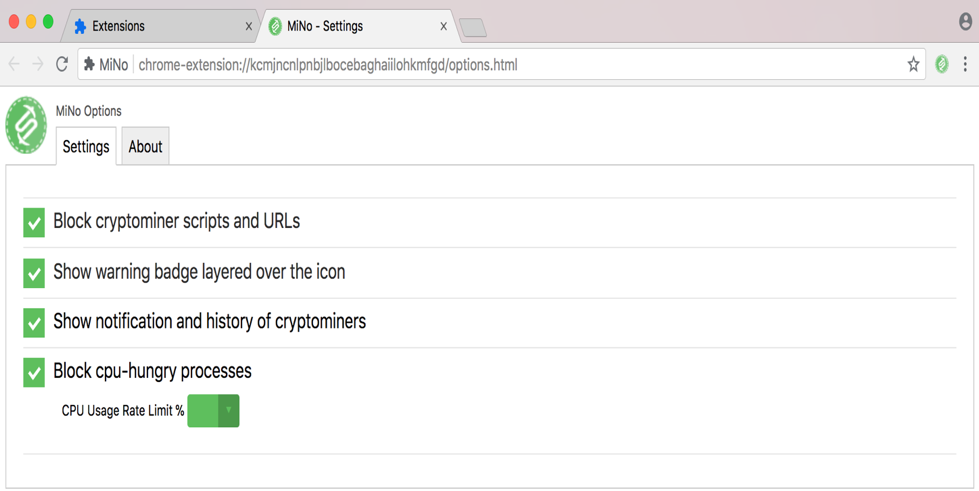 Extensions
MiNo - Settings
MiNo
chrome-extension://kcmjncnlpnbjlbocebaghaiilohkmfgd/options.html
MiNo Options
Settings
About
Block cryptominer scripts and URLs
Show warning badge layered over the icon
Show notification and history of cryptominers
Block cpu-hungry processes
CPU Usage Rate Limit %